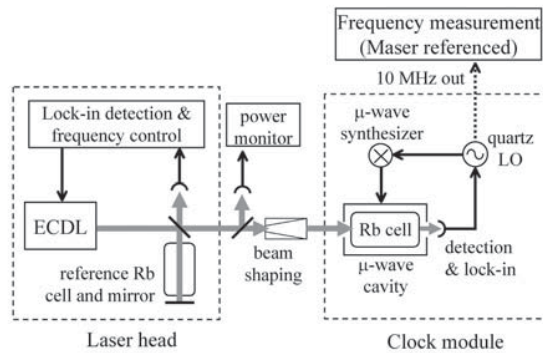 Frequency measurement
(Maser referenced)
10 MHz out
Lock-in detection &
frequency control
power
monitor
μ-wave
synthesizer
quartz
LO
ECDL
Rb cell
beam
shaping
detection
& lock-in
reference Rb
cell and mirror
μ-wave
cavity
Laser head
Clock module